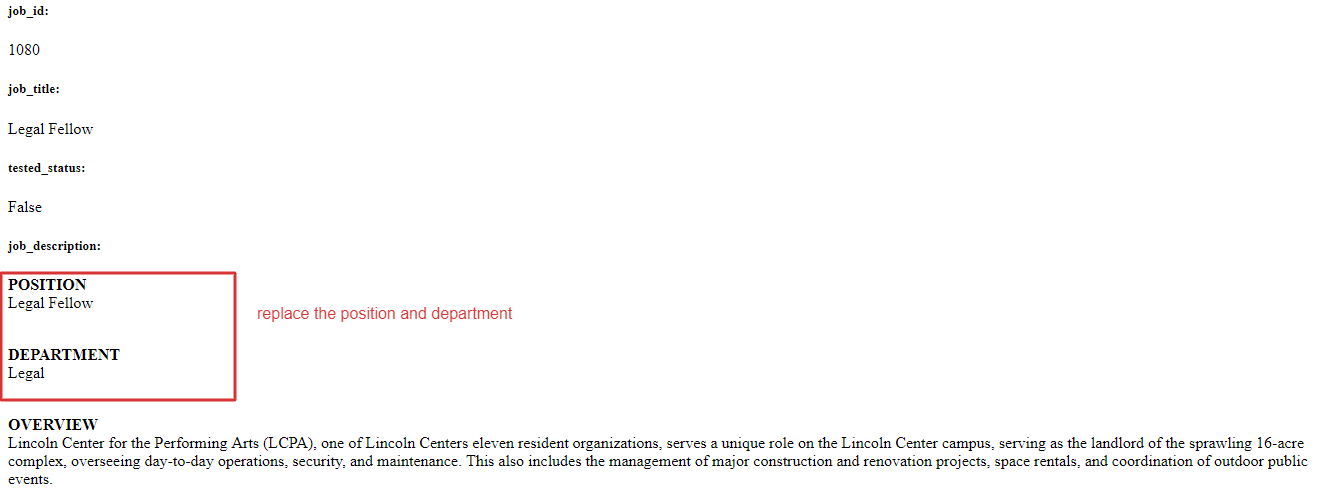 job_id:
1080
job_title:
Legal Fellow
tested_status:
False
job_description:
POSITION
Legal Fellow
replace the position and department
DEPARTMENT
Legal
OVERVIEW
Lincoln Center for the Performing Arts (LCPA), one of Lincoln Centers eleven resident organizations, serves a unique role on the Lincoln Center campus, serving as the landlord of the sprawling 16-acre
complex, overseeing day-to-day operations, security, and maintenance. This also includes the management of major construction and renovation projects, space rentals, and coordination of outdoor public
events.